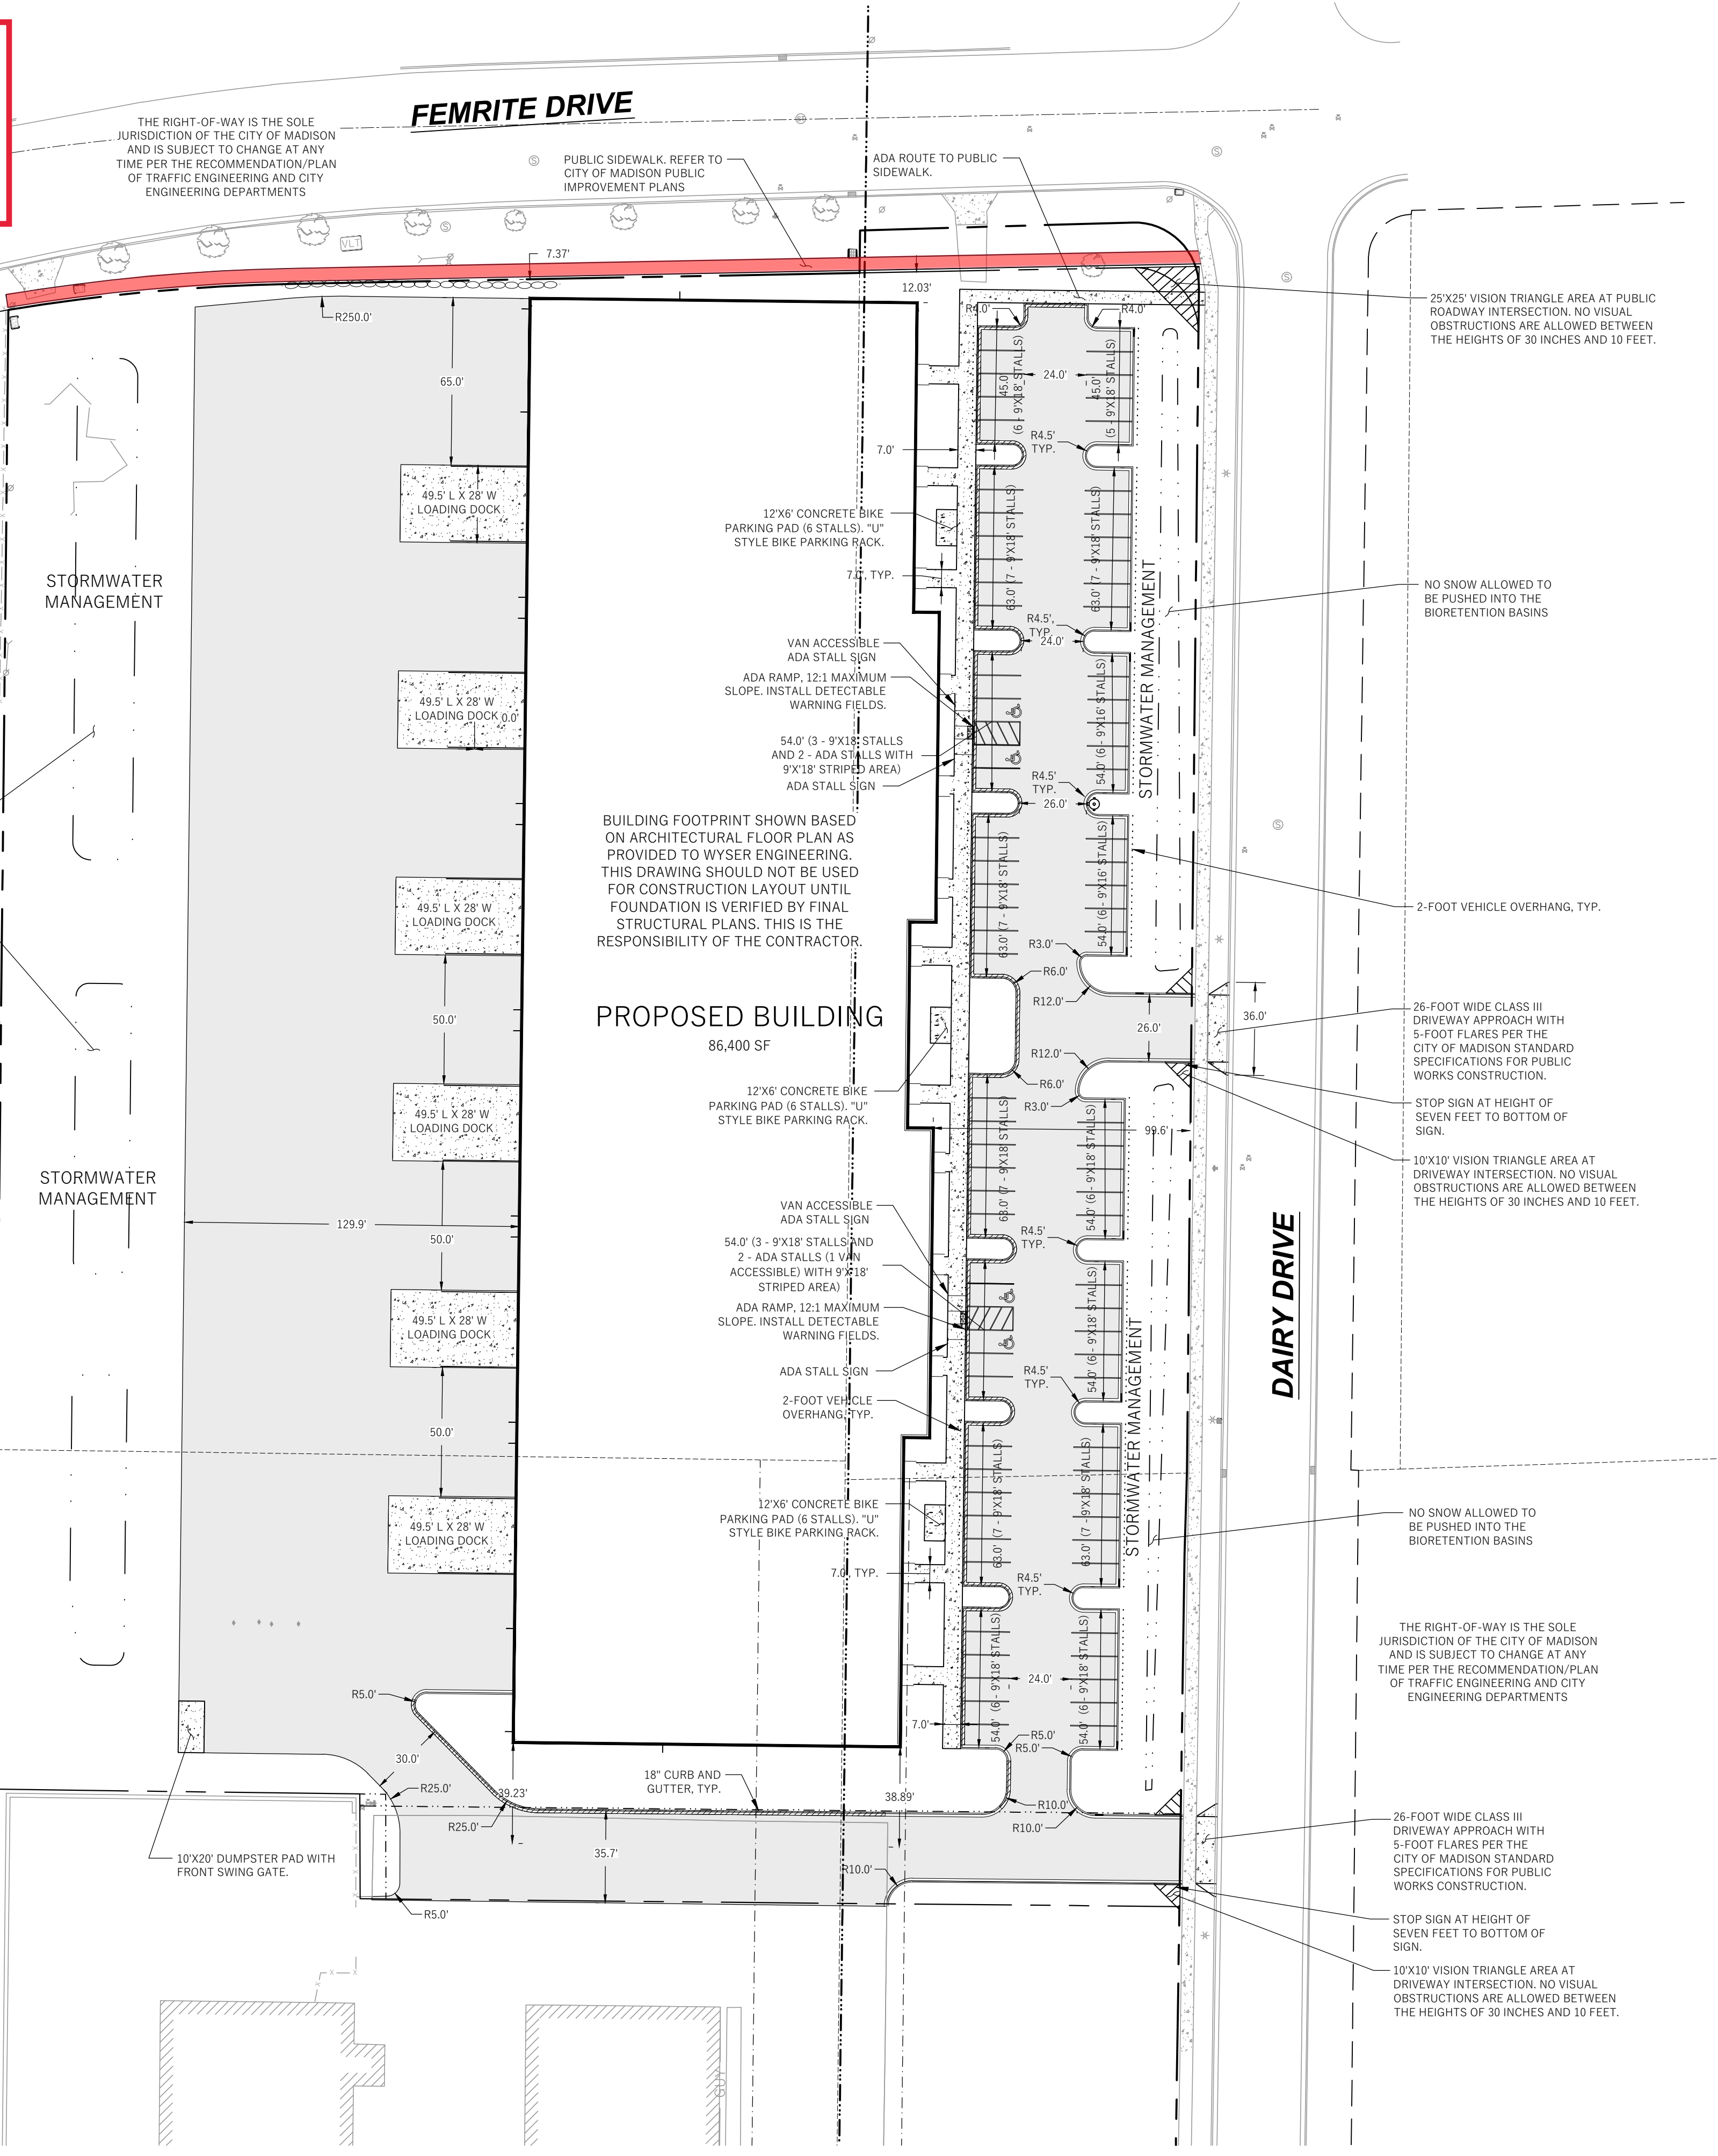 FEMRITE DRIVE
THE RIGHT-OF-WAY IS THE SOLE
JURISDICTION OF THE CITY OF MADISON
AND IS SUBJECT TO CHANGE AT ANY
TIME PER THE RECOMMENDATION/PLAN
OF TRAFFIC ENGINEERING AND CITY
ENGINEERING DEPARTMENTS
PUBLIC SIDEWALK. REFER TO
CITY OF MADISON PUBLIC
IMPROVEMENT PLANS
ADA ROUTE TO PUBLIC
SIDEWALK.
VLT
7.37'
12.03'
R250.0'
R4.0'
R4.0'
25'X25' VISION TRIANGLE AREA AT PUBLIC
ROADWAY INTERSECTION. NO VISUAL
OBSTRUCTIONS ARE ALLOWED BETWEEN
THE HEIGHTS OF 30 INCHES AND 10 FEET.
65.0'
45.0'
(6 - 9'X18' STALLS)
24.0'
45.0'
(5 - 9'X18' STALLS)
R4.5'
TYP.
7.0'
49.5' L X 28' W
LOADING DOCK
12'X6' CONCRETE BIKE
PARKING PAD (6 STALLS). "U"
STYLE BIKE PARKING RACK.
63.0' (7 - 9'X18' STALLS)
63.0' (7 - 9'X18' STALLS)
7.0', TYP.
STORMWATER
MANAGEMENT
NO SNOW ALLOWED TO
BE PUSHED INTO THE
BIORETENTION BASINS
R4.5',
TYP.
24.0'
STORMWATER MANAGEMENT
VAN ACCESSIBLE
ADA STALL SIGN
ADA RAMP, 12:1 MAXIMUM
SLOPE. INSTALL DETECTABLE
WARNING FIELDS.
54.0' (3 - 9'X18' STALLS
AND 2 - ADA STALLS WITH
9'X'18' STRIPED AREA)
ADA STALL SIGN
54.0' (6 - 9'X16' STALLS)
49.5' L X 28' W
LOADING DOCK
0.0'
R4.5'
TYP.
26.0'
BUILDING FOOTPRINT SHOWN BASED
ON ARCHITECTURAL FLOOR PLAN AS
PROVIDED TO WYSER ENGINEERING.
THIS DRAWING SHOULD NOT BE USED
FOR CONSTRUCTION LAYOUT UNTIL
FOUNDATION IS VERIFIED BY FINAL
STRUCTURAL PLANS. THIS IS THE
RESPONSIBILITY OF THE CONTRACTOR.
63.0' (7 - 9'X18' STALLS)
54.0' (6 - 9'X16' STALLS)
2-FOOT VEHICLE OVERHANG, TYP.
49.5' L X 28' W
LOADING DOCK
R3.0'
R6.0'
R12.0'
50.0'
PROPOSED BUILDING
86,400 SF
26.0'
36.0'
26-FOOT WIDE CLASS III
DRIVEWAY APPROACH WITH
5-FOOT FLARES PER THE
CITY OF MADISON STANDARD
SPECIFICATIONS FOR PUBLIC
WORKS CONSTRUCTION.
R12.0'
R6.0'
R3.0'
12'X6' CONCRETE BIKE
PARKING PAD (6 STALLS). "U"
STYLE BIKE PARKING RACK.
STOP SIGN AT HEIGHT OF
SEVEN FEET TO BOTTOM OF
SIGN.
49.5' L X 28' W
LOADING DOCK
99.6'
63.0' (7 - 9'X18' STALLS)
54.0' (6 - 9'X18' STALLS)
10'X10' VISION TRIANGLE AREA AT
DRIVEWAY INTERSECTION. NO VISUAL
OBSTRUCTIONS ARE ALLOWED BETWEEN
THE HEIGHTS OF 30 INCHES AND 10 FEET.
STORMWATER
MANAGEMENT
129.9'
50.0'
VAN ACCESSIBLE
ADA STALL SIGN
54.0' (3 - 9'X18' STALLS AND
2 - ADA STALLS (1 VAN
ACCESSIBLE) WITH 9'X'18'
STRIPED AREA)
ADA RAMP, 12:1 MAXIMUM
SLOPE. INSTALL DETECTABLE
WARNING FIELDS.
ADA STALL SIGN
R4.5'
TYP.
54.0' (6 - 9'X18' STALLS)
DAIRY DRIVE
49.5' L X 28' W
LOADING DOCK
R4.5'
TYP.
STORMWATER MANAGEMENT
2-FOOT VEHICLE
OVERHANG, TYP.
50.0'
63.0' (7 - 9'X18' STALLS)
63.0' (7 - 9'X18' STALLS)
12'X6' CONCRETE BIKE
PARKING PAD (6 STALLS). "U"
STYLE BIKE PARKING RACK.
49.5' L X 28' W
LOADING DOCK
NO SNOW ALLOWED TO
BE PUSHED INTO THE
BIORETENTION BASINS
7.0', TYP.
R4.5'
TYP.
54.0' (6 - 9'X18' STALLS)
24.0'
54.0' (6 - 9'X18' STALLS)
THE RIGHT-OF-WAY IS THE SOLE
JURISDICTION OF THE CITY OF MADISON
AND IS SUBJECT TO CHANGE AT ANY
TIME PER THE RECOMMENDATION/PLAN
OF TRAFFIC ENGINEERING AND CITY
ENGINEERING DEPARTMENTS
R5.0'
7.0'
R5.0'
R5.0'
30.0'
R25.0'
39.23'
18" CURB AND
GUTTER, TYP.
38.89'
R10.0'
R10.0'
R25.0'
35.7'
R10.0'
10'X20' DUMPSTER PAD WITH
FRONT SWING GATE.
R5.0'
26-FOOT WIDE CLASS III
DRIVEWAY APPROACH WITH
5-FOOT FLARES PER THE
CITY OF MADISON STANDARD
SPECIFICATIONS FOR PUBLIC
WORKS CONSTRUCTION.
STOP SIGN AT HEIGHT OF
SEVEN FEET TO BOTTOM OF
SIGN.
10'X10' VISION TRIANGLE AREA AT
DRIVEWAY INTERSECTION. NO VISUAL
OBSTRUCTIONS ARE ALLOWED BETWEEN
THE HEIGHTS OF 30 INCHES AND 10 FEET.